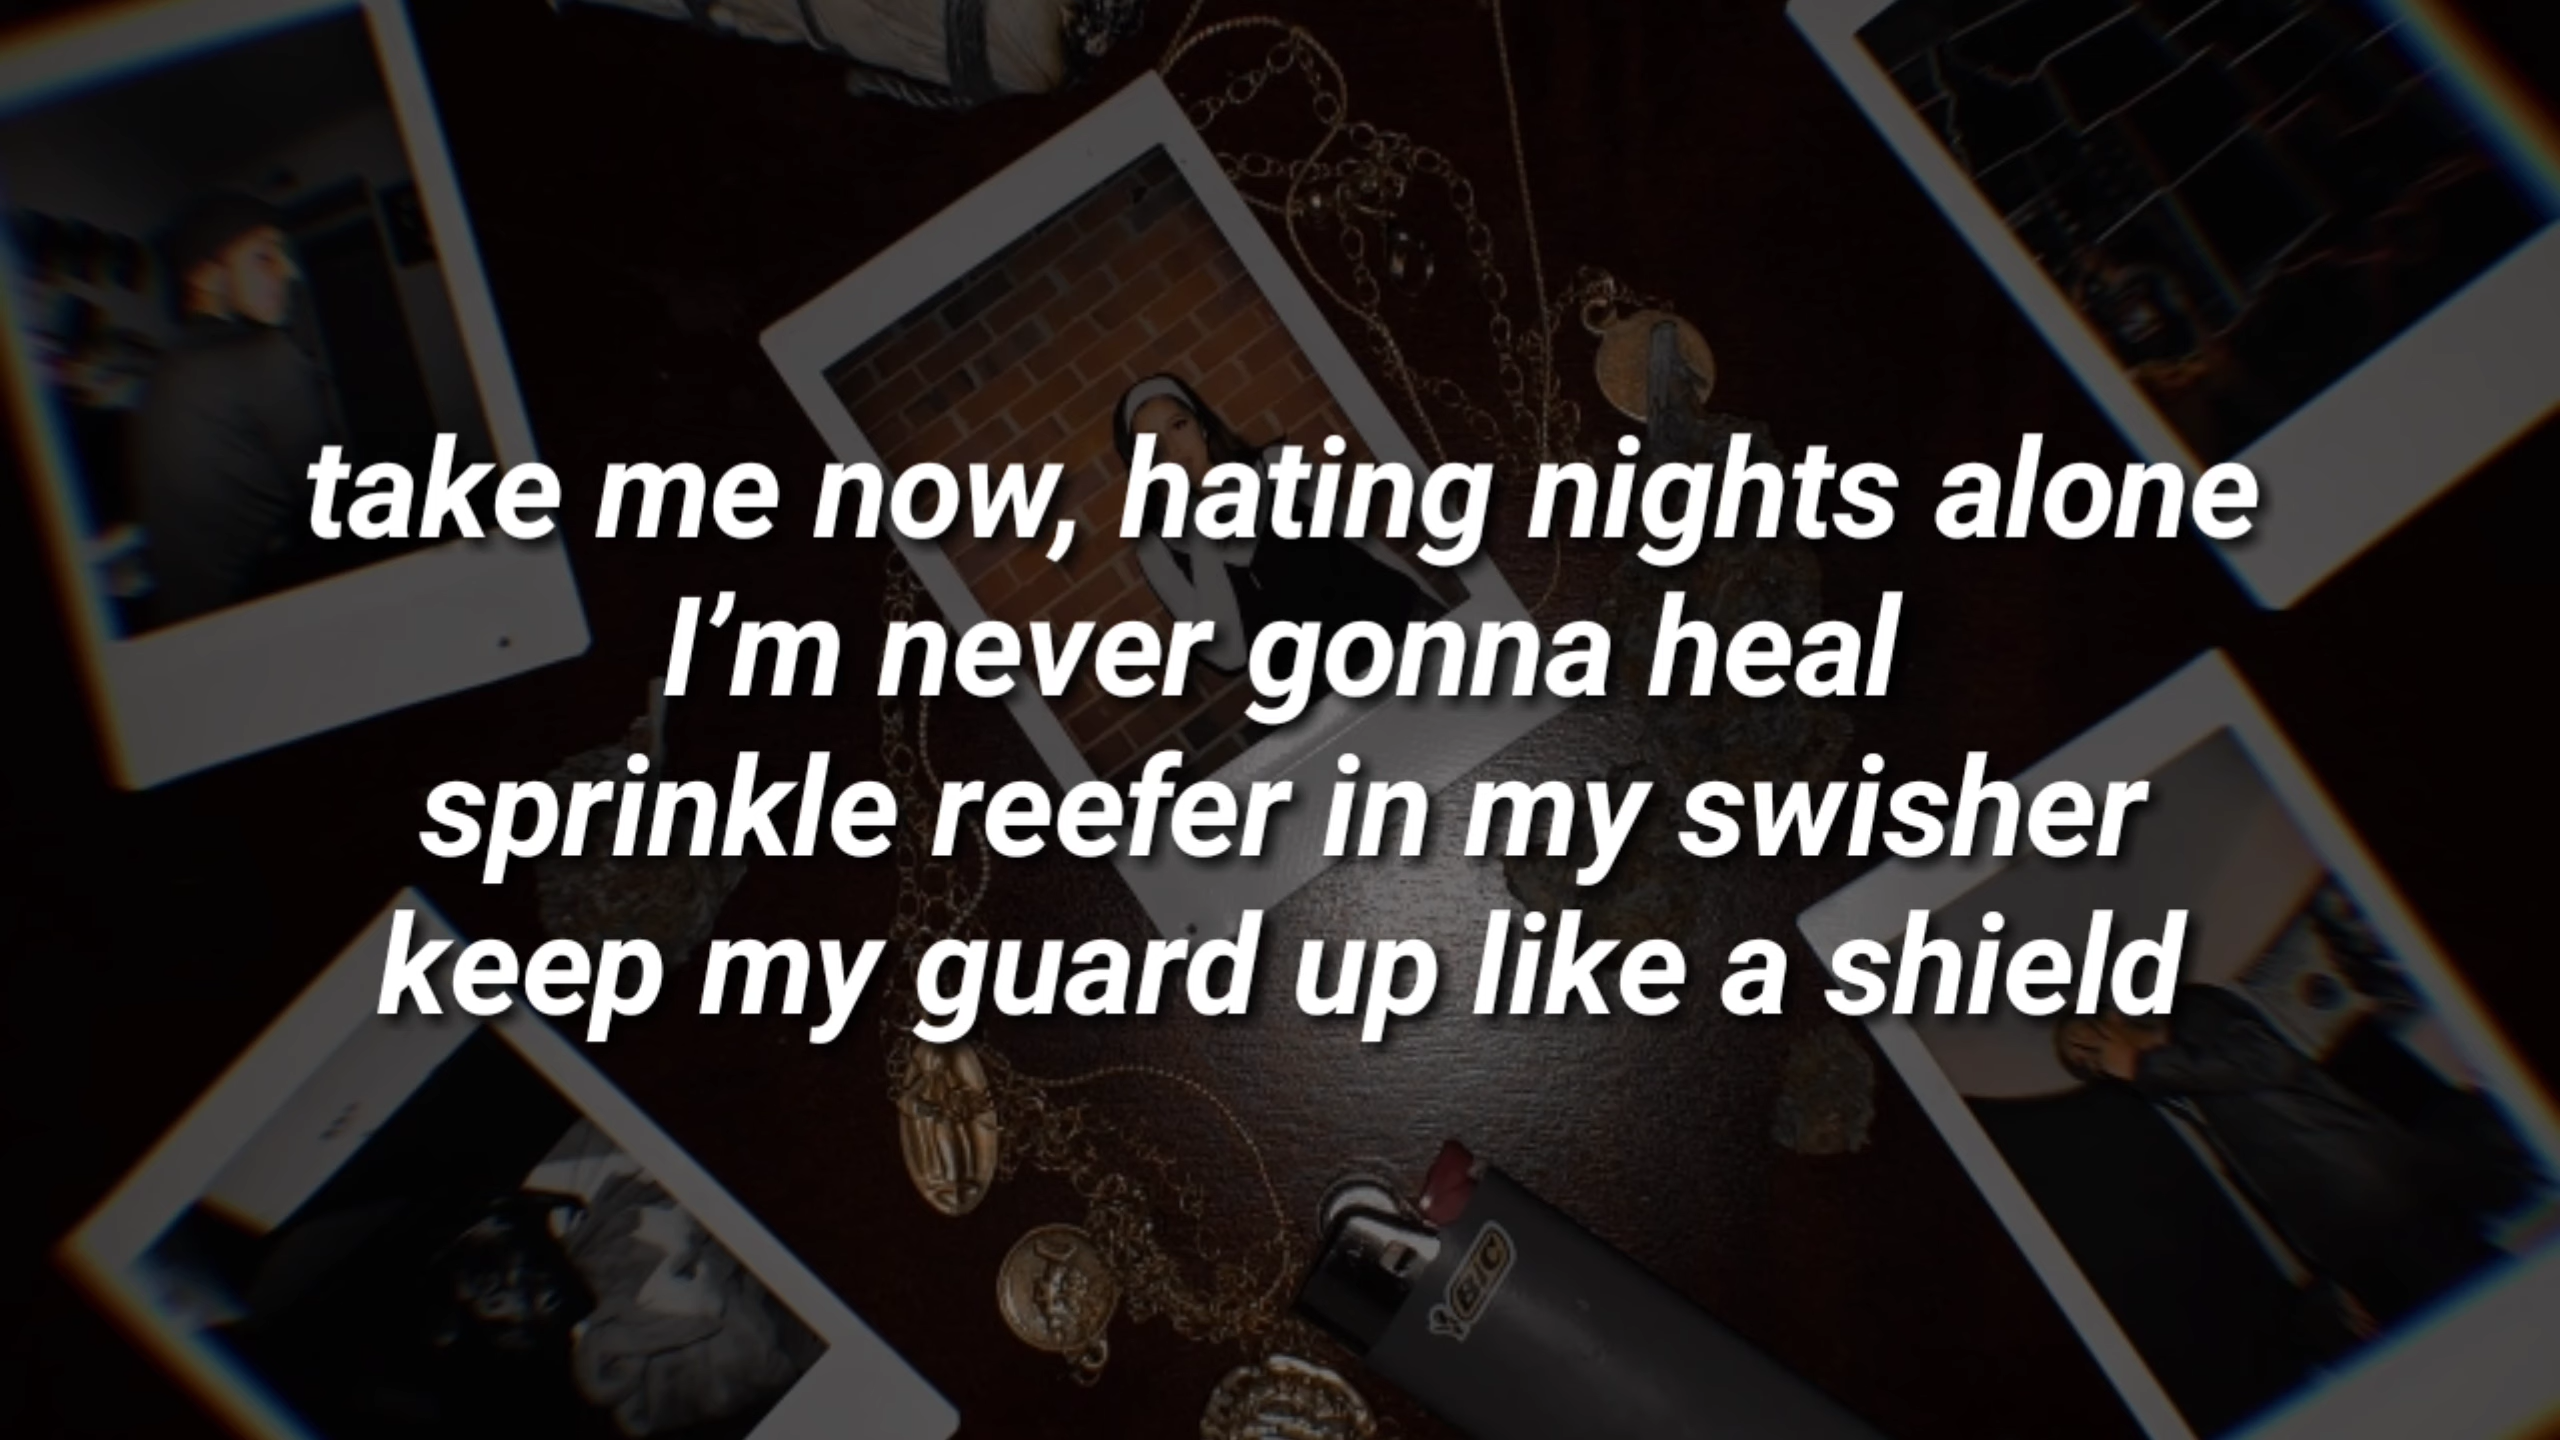 take me now, hating nights alone
I’m never gonna heal
sprinkle reefer in my swisher
keep my guard up like a shield
BIC